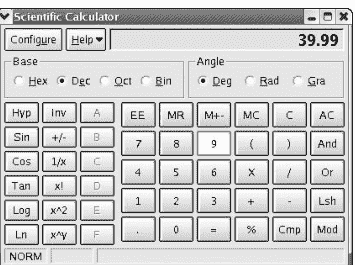 Scientific Calculator
Configure Help 39.99
Base Angle
Hex Dec Oct Bin Deg Rad Gra
Hyp Inv A EE MR M+- MC C AC
Sin +/- B 7 8 9 ( ) And
Cos 1/x C 4 5 6 X / Or
Tan x! D
Log x^2 E 1 2 3 + - Lsh
Ln x^y F . 0 = % Cmp Mod
NORM